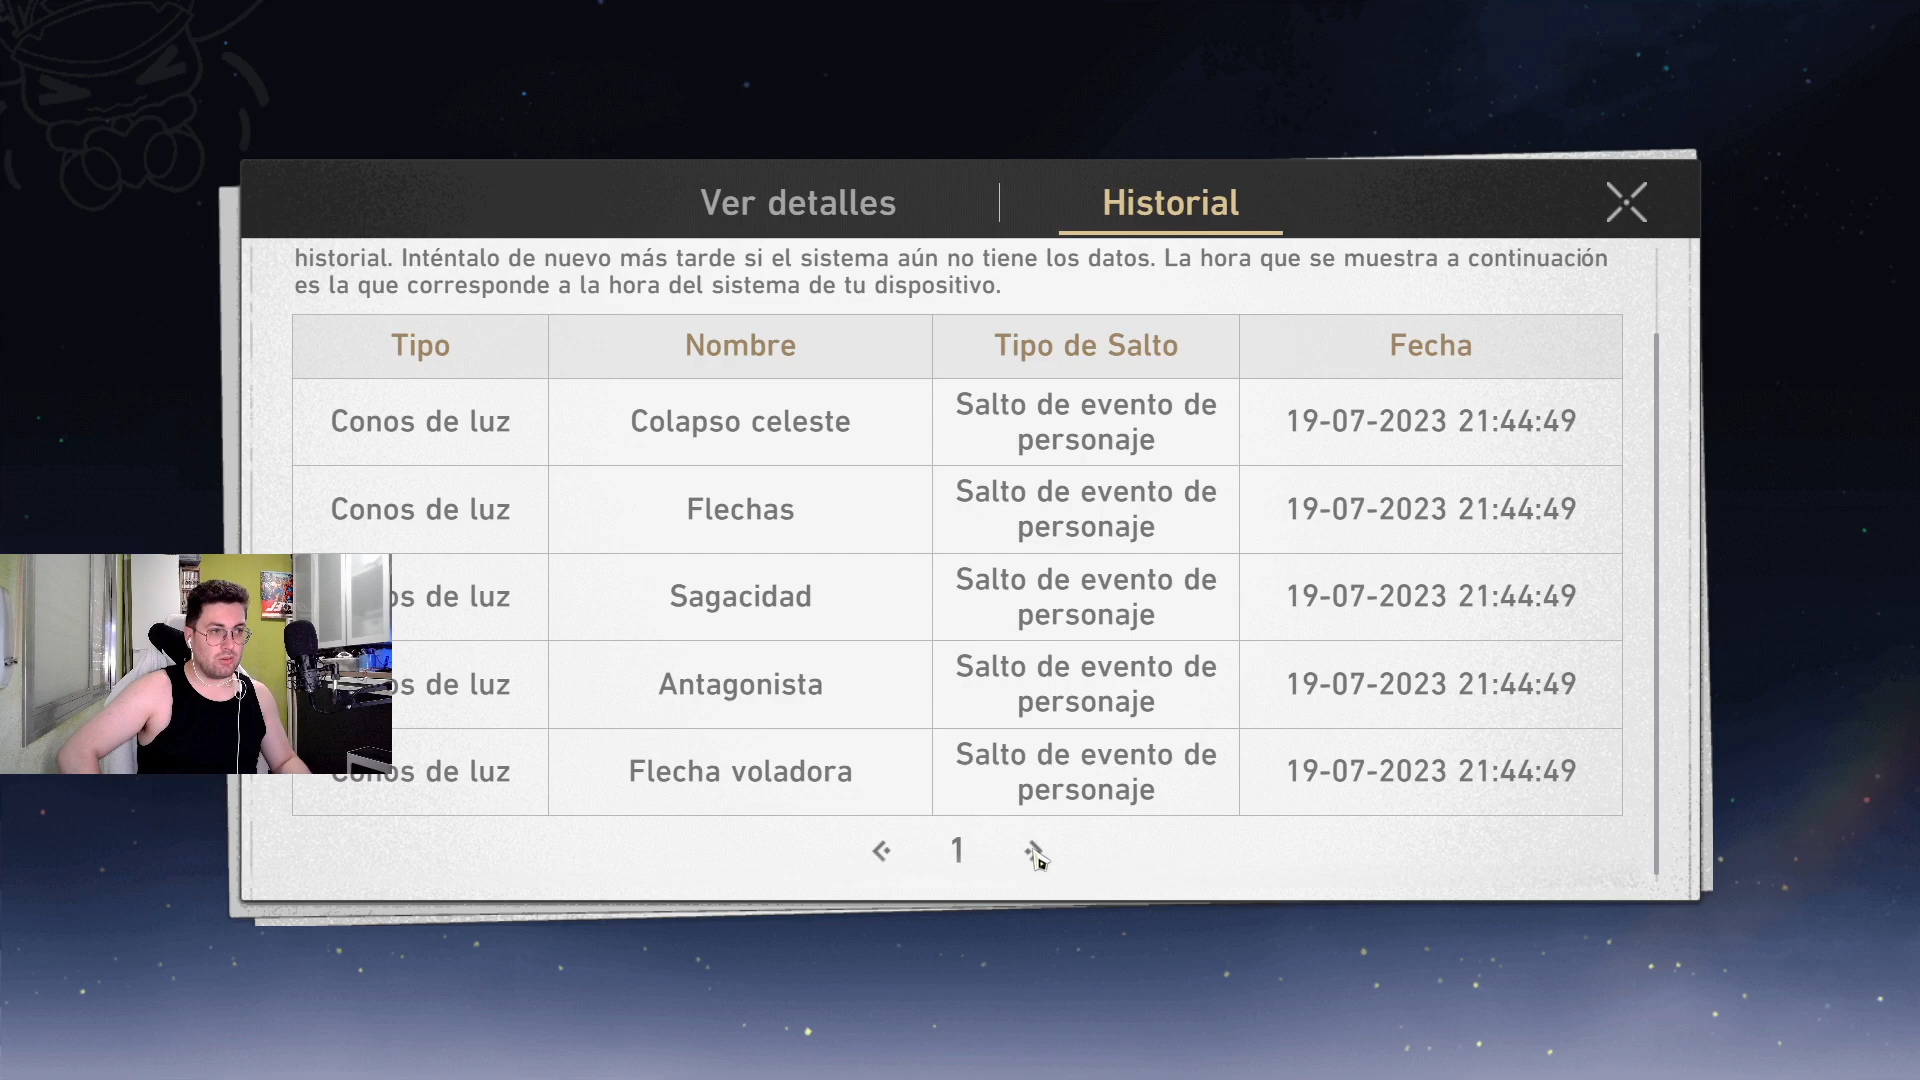 Ver detalles
Historial
historial. Inténtalo de nuevo más tarde si el sistema aún no tiene los datos. La hora que se muestra a continuación
es la que corresponde a la hora del sistema de tu dispositivo.
Tipo Nombre Tipo de Salto Fecha
Conos de luz Colapso celeste Salto de evento de
personaje 19-07-2023 21:44:49
Conos de luz Flechas Salto de evento de
personaje 19-07-2023 21:44:49
de luz Sagacidad Salto de evento de
personaje 19-07-2023 21:44:49
de luz Antagonista Salto de evento de
personaje 19-07-2023 21:44:49
de luz Flecha voladora Salto de evento de
personaje 19-07-2023 21:44:49
1